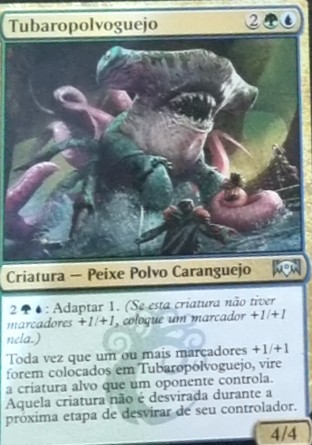 Tubaropolvoguejo 2
Criatura — Peixe Polvo Caranguejo
2 : Adaptar 1. (Se esta criatura não tiver
marcadores +1/+1, coloque um marcador +1/+1
nela.)
Toda vez que um ou mais marcadores +1/+1
forem colocados em Tubaropolvoguejo, vire
a criatura alvo que um oponente controla.
Aquela criatura não é desvirada durante a
próxima etapa de desvirar de seu controlador.
4/4